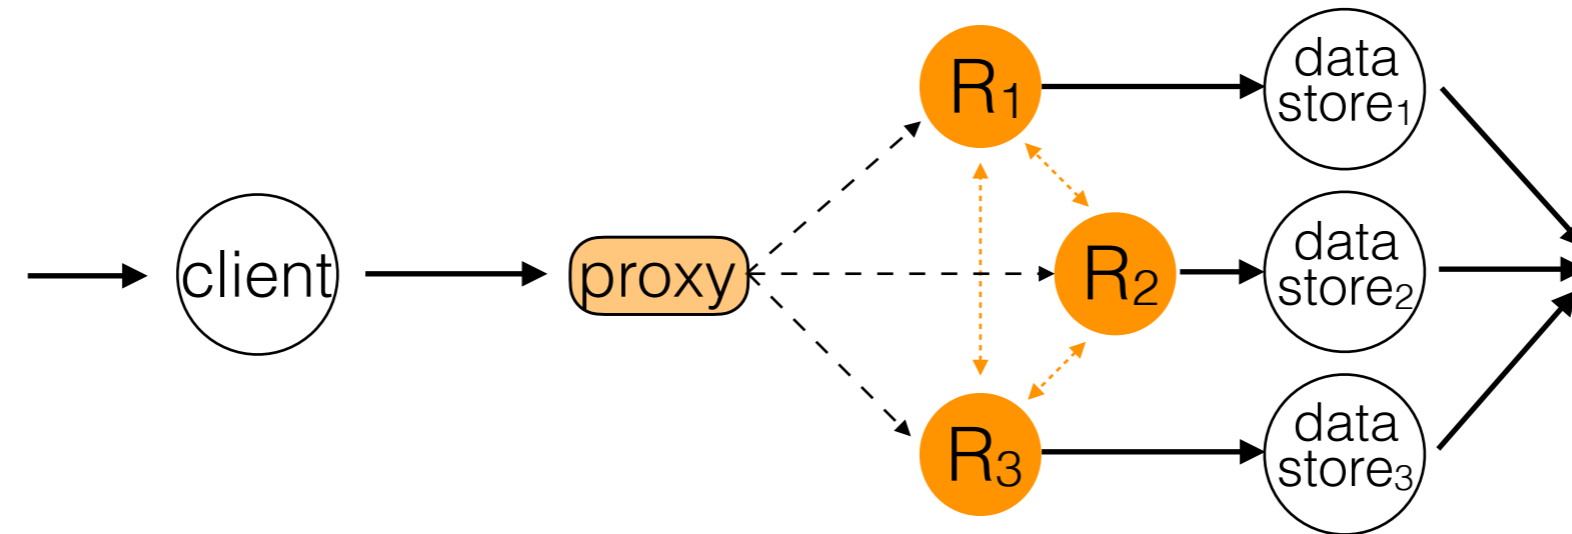 client
proxy
R₁
R₂
R₃
data
store₁
data
store₂
data
store₃